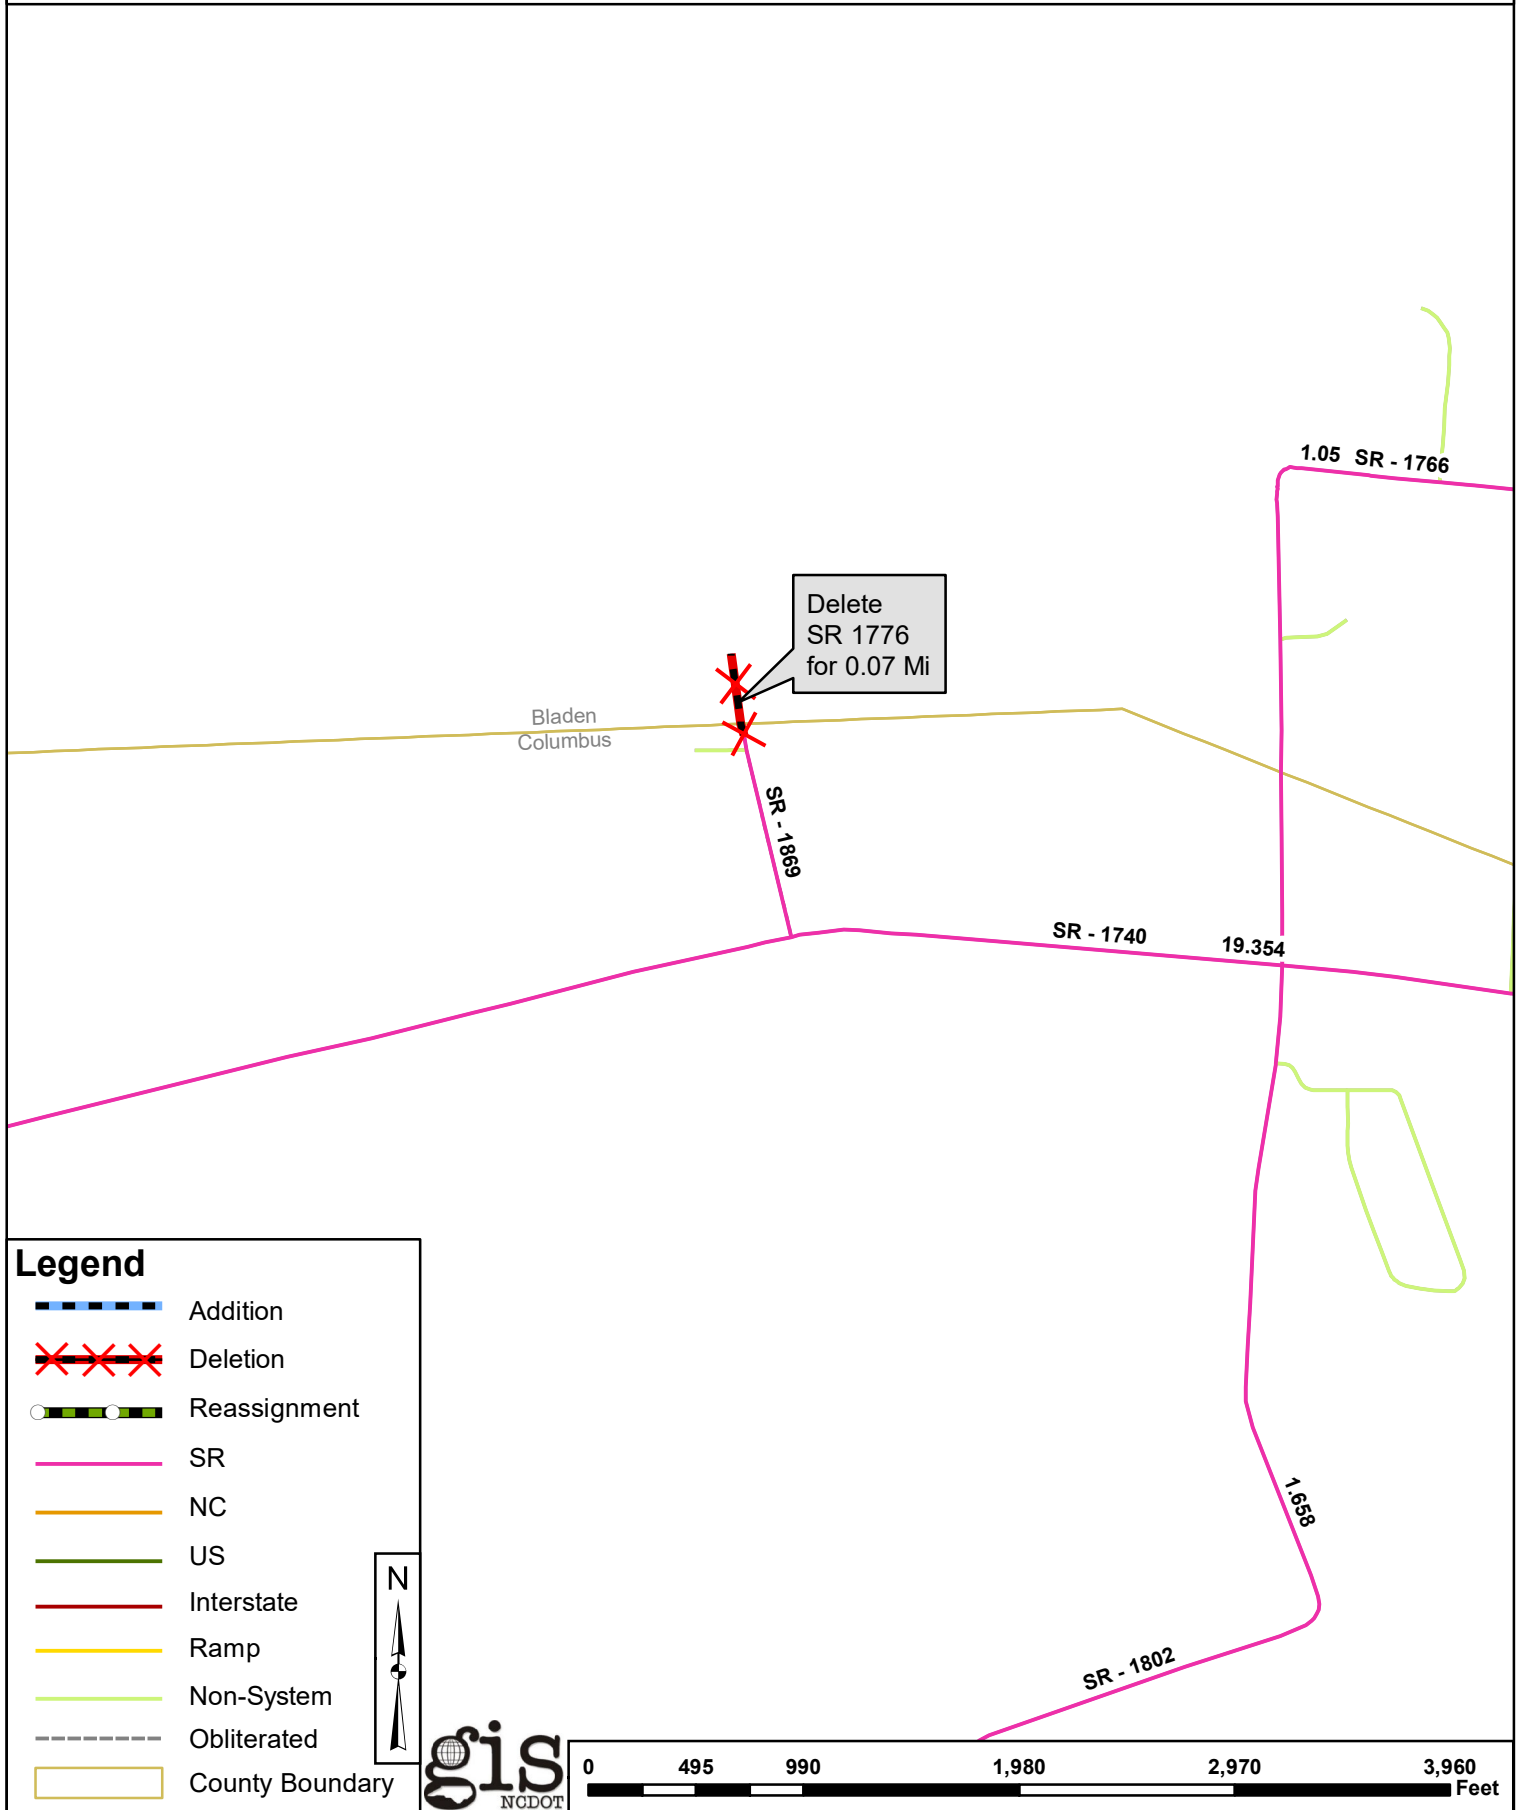 1.05 SR - 1766
Delete
SR 1776
for 0.07 Mi
Bladen
Columbus
SR - 1869
SR - 1740
19.354
1.658
SR - 1802
Legend
Addition
Deletion
Reassignment
SR
NC
US
Interstate
Ramp
Non-System
Obliterated
County Boundary
N
gis
NCDOT
0 495 990 1,980 2,970 3,960
Feet